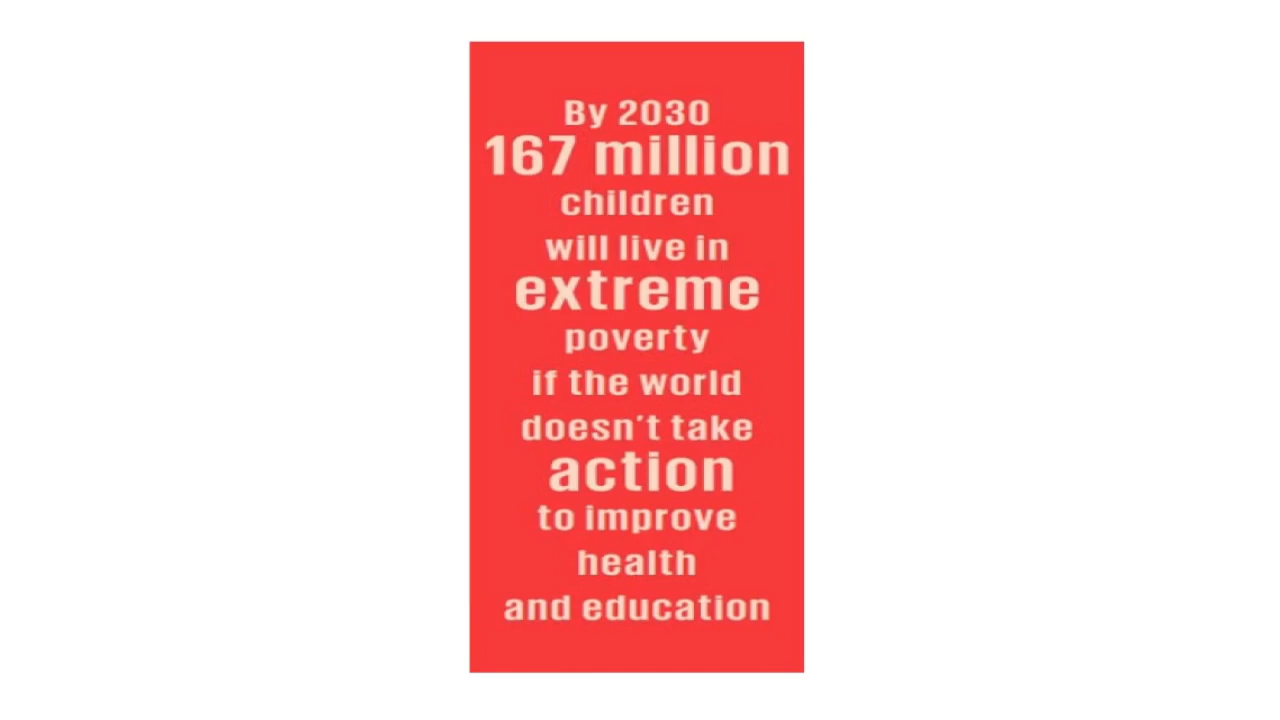 By 2030
167 million
children
will live in
extreme
poverty
if the world
doesn't take
action
to improve
health
and education